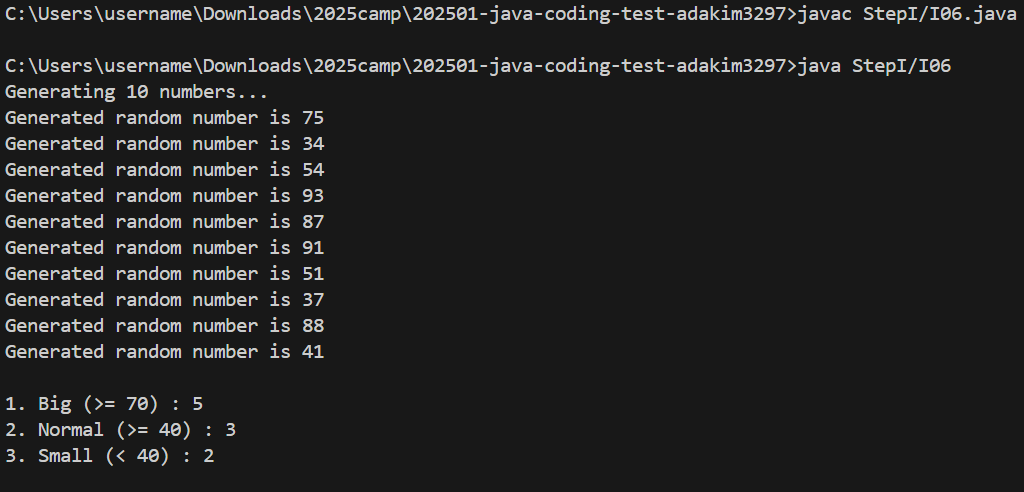 C:\Users\username\Downloads\2025camp\202501-java-coding-test-adakim3297>javac StepI/I06.java
C:\Users\username\Downloads\2025camp\202501-java-coding-test-adakim3297>java StepI/I06
Generating 10 numbers...
Generated random number is 75
Generated random number is 34
Generated random number is 54
Generated random number is 93
Generated random number is 87
Generated random number is 91
Generated random number is 51
Generated random number is 37
Generated random number is 88
Generated random number is 41
1. Big (>= 70) : 5
2. Normal (>= 40) : 3
3. Small (< 40) : 2